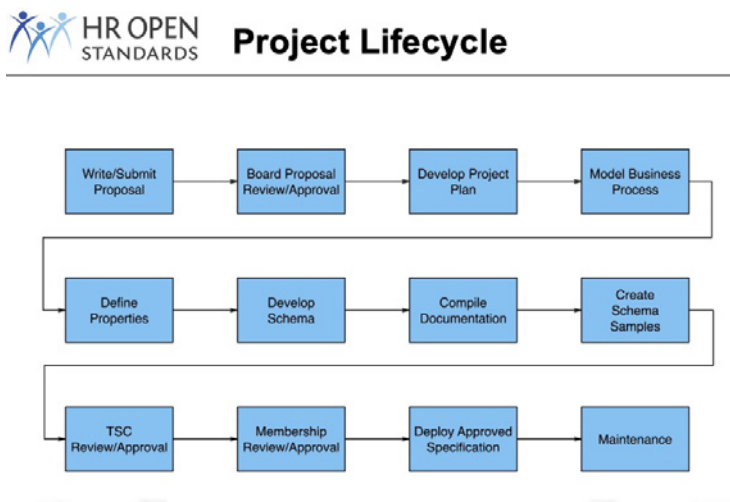 HR OPEN
STANDARDS
Project Lifecycle
Write/Submit
Proposal
Board Proposal
Review/Approval
Develop Project
Plan
Model Business
Process
Define
Properties
Develop
Schema
Compile
Documentation
Create
Schema
Samples
TSC
Review/Approval
Membership
Review/Approval
Deploy Approved
Specification
Maintenance